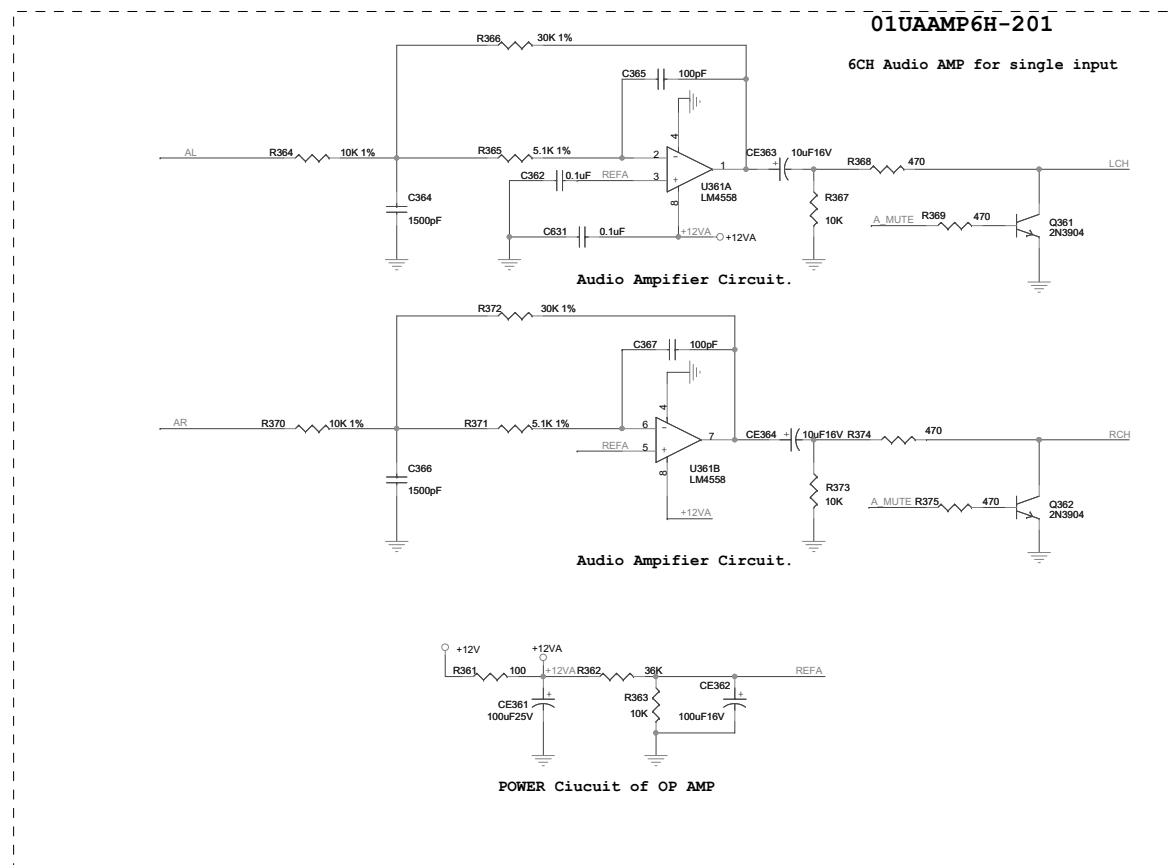 01UAAMP6H-201
6CH Audio AMP for single input
R366 30K 1%
C365 100pF
4
AL
R364 10K 1%
R365 5.1K 1%
2 −
1
CE363 + 10uF16V
R368 470
LCH
C362 0.1uF REFA 3 +
U361A
LM4558
C364
1500pF
8
R367
10K
A_MUTE R369 470
Q361
2N3904
C631 0.1uF +12VA +12VA
Audio Ampifier Circuit.
R372 30K 1%
C367 100pF
4
AR
R370 10K 1%
R371 5.1K 1%
6 −
7
CE364 + 10uF16V R374 470
RCH
REFA 5 +
U361B
LM4558
C366
1500pF
8
R373
10K
A_MUTE R375 470
Q362
2N3904
+12VA
Audio Ampifier Circuit.
+12V +12VA
R361 100 +12VA R362 36K REFA
CE361 +
100uF25V
R363
10K
CE362 +
100uF16V
POWER Ciucuit of OP AMP